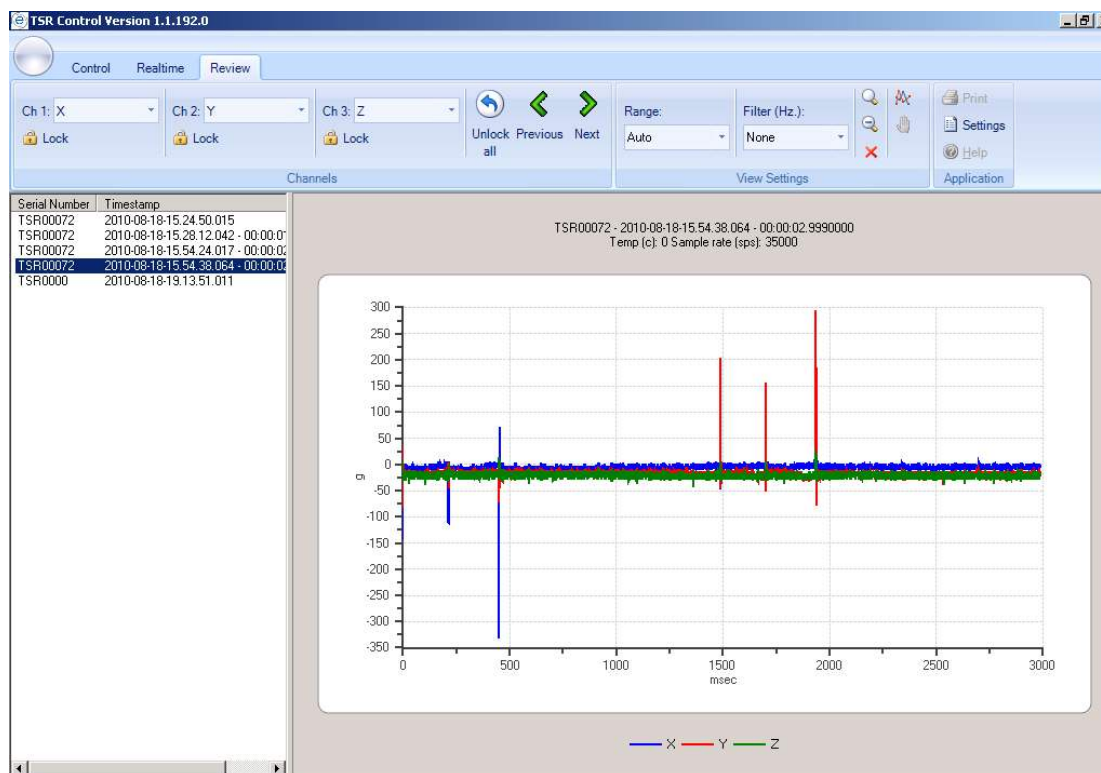 TSR Control Version 1.1.192.0
Control Realtime Review
Ch 1: X Ch 2: Y Ch 3: Z
Lock Lock Lock
Unlock all Previous Next
Channels
Range: Filter (Hz.):
Auto None
View Settings
Print
Settings
Help
Application
Serial Number Timestamp
TSR00072 2010-08-18-15.24.50.015
TSR00072 2010-08-18-15.28.12.042 - 00:00:0
TSR00072 2010-08-18-15.54.24.017 - 00:00:02
TSR00072 2010-08-18-15.54.38.064 - 00:00:02
TSR0000 2010-08-18-19.13.51.011
TSR00072 - 2010-08-18-15.54.38.064 - 00:00:02.9990000
Temp (c): 0 Sample rate (sps): 35000
300
250
200
150
100
50
0
-50
-100
-150
-200
-250
-300
-350
g
0 500 1000 1500 2000 2500 3000
msec
X Y Z